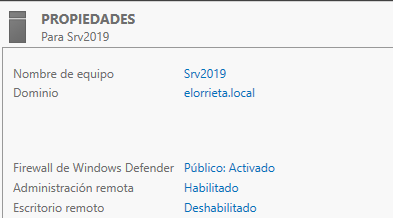 PROPIEDADES
Para Srv2019
Nombre de equipo Srv2019
Dominio elorrieta.local
Firewall de Windows Defender Público: Activado
Administración remota Habilitado
Escritorio remoto Deshabilitado